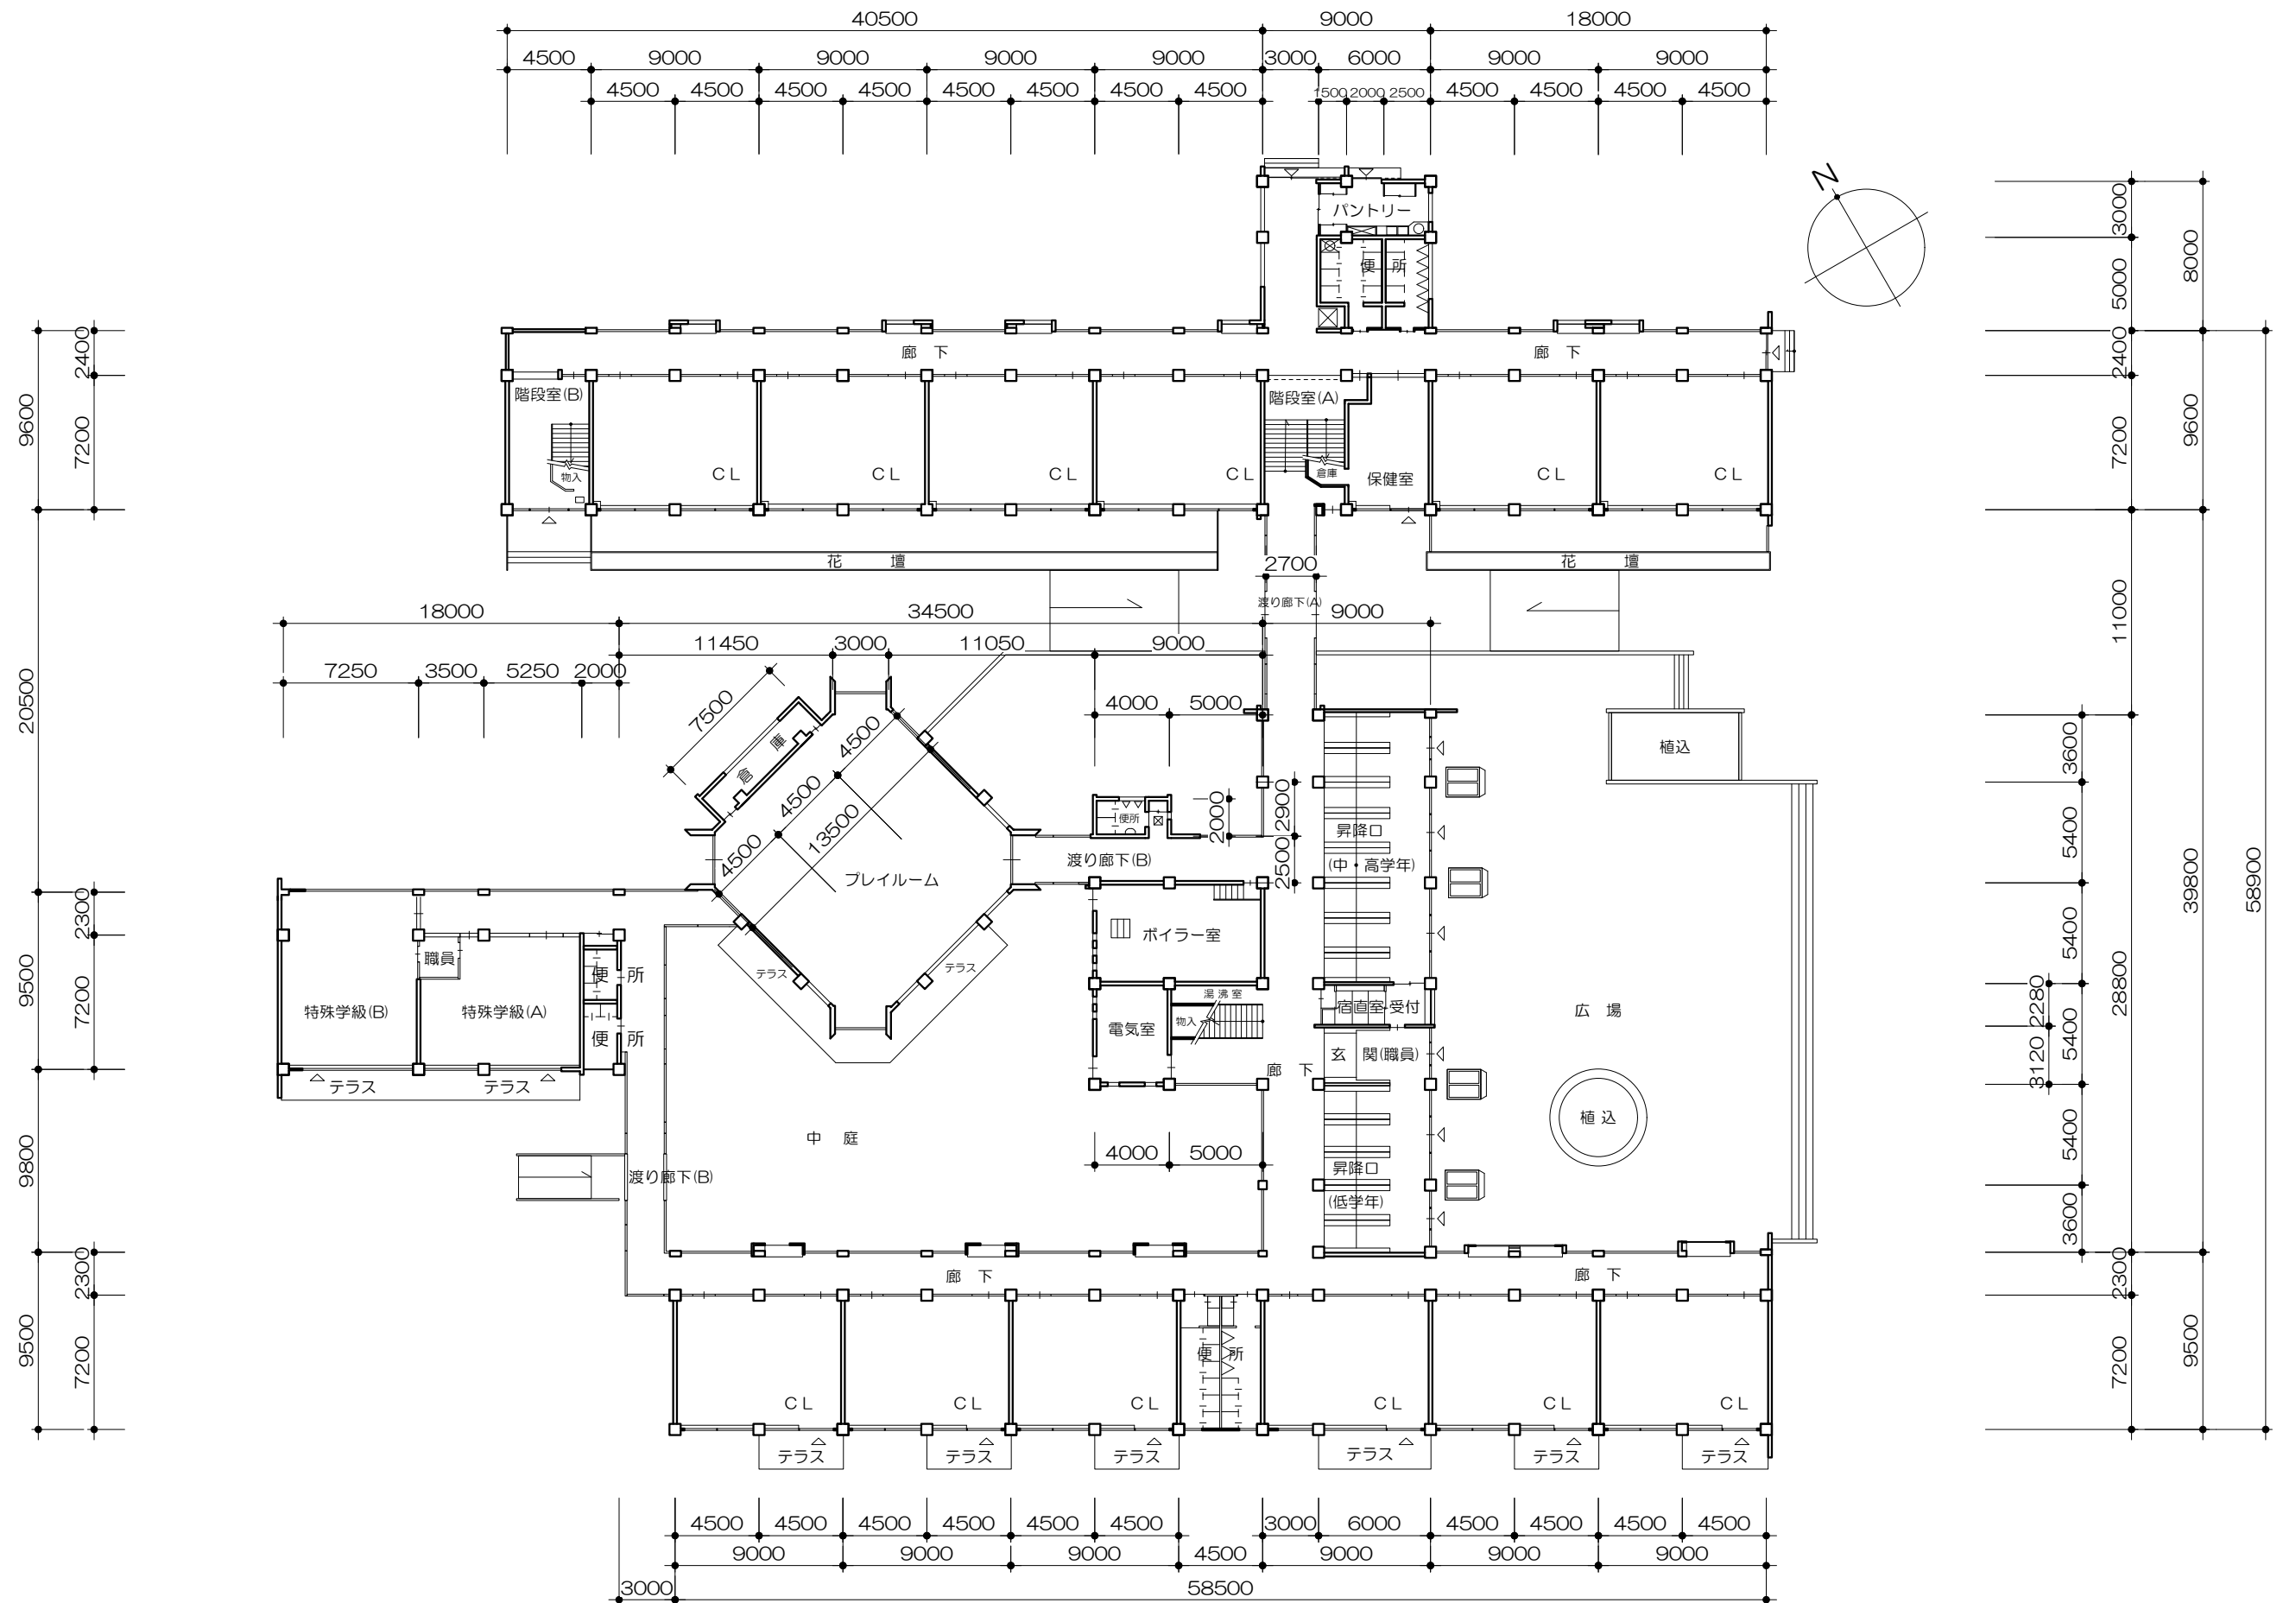 40500 9000 18000
4500 9000 9000 9000 9000 3000 6000 9000 9000
4500 4500 4500 4500 4500 4500 4500 4500 1500 2000 2500 4500 4500 4500 4500
N
パントリー
便 所
廊 下 廊 下
階段室(B) 階段室(A)
CL CL CL CL 保健室 CL CL
物入 倉庫
花 壇 花 壇
2700
渡り廊下(A)
18000 34500 9000
11450 3000 11050 9000
7250 3500 5250 2000
4000 5000
7500
倉 庫
4500
4500
4500
13500
プレイルーム
便所
2000
2900
2500
渡り廊下(B)
昇降口
(中・高学年)
植込
ボイラー室
テラス テラス
職員
便 所
特殊学級(B) 特殊学級(A)
便 所
湯沸室
電気室 物入
宿直室 受付
広 場
玄 関(職員)
廊 下
テラス テラス
植 込
中 庭
4000 5000
昇降口
(低学年)
渡り廊下(B)
廊 下 廊 下
便 所
CL CL CL CL CL CL
テラス テラス テラス テラス テラス テラス
4500 4500 4500 4500 4500 4500 3000 6000 4500 4500 4500 4500
9000 9000 9000 4500 9000 9000 9000
3000 58500
2400
7200
9600
20500
2300
7200
9500
9800
2300
7200
9500
3000
5000
8000
2400
7200
9600
11000
39800
58900
3600
5400
5400
2280
3120
5400
5400
3600
28800
2300
7200
9500